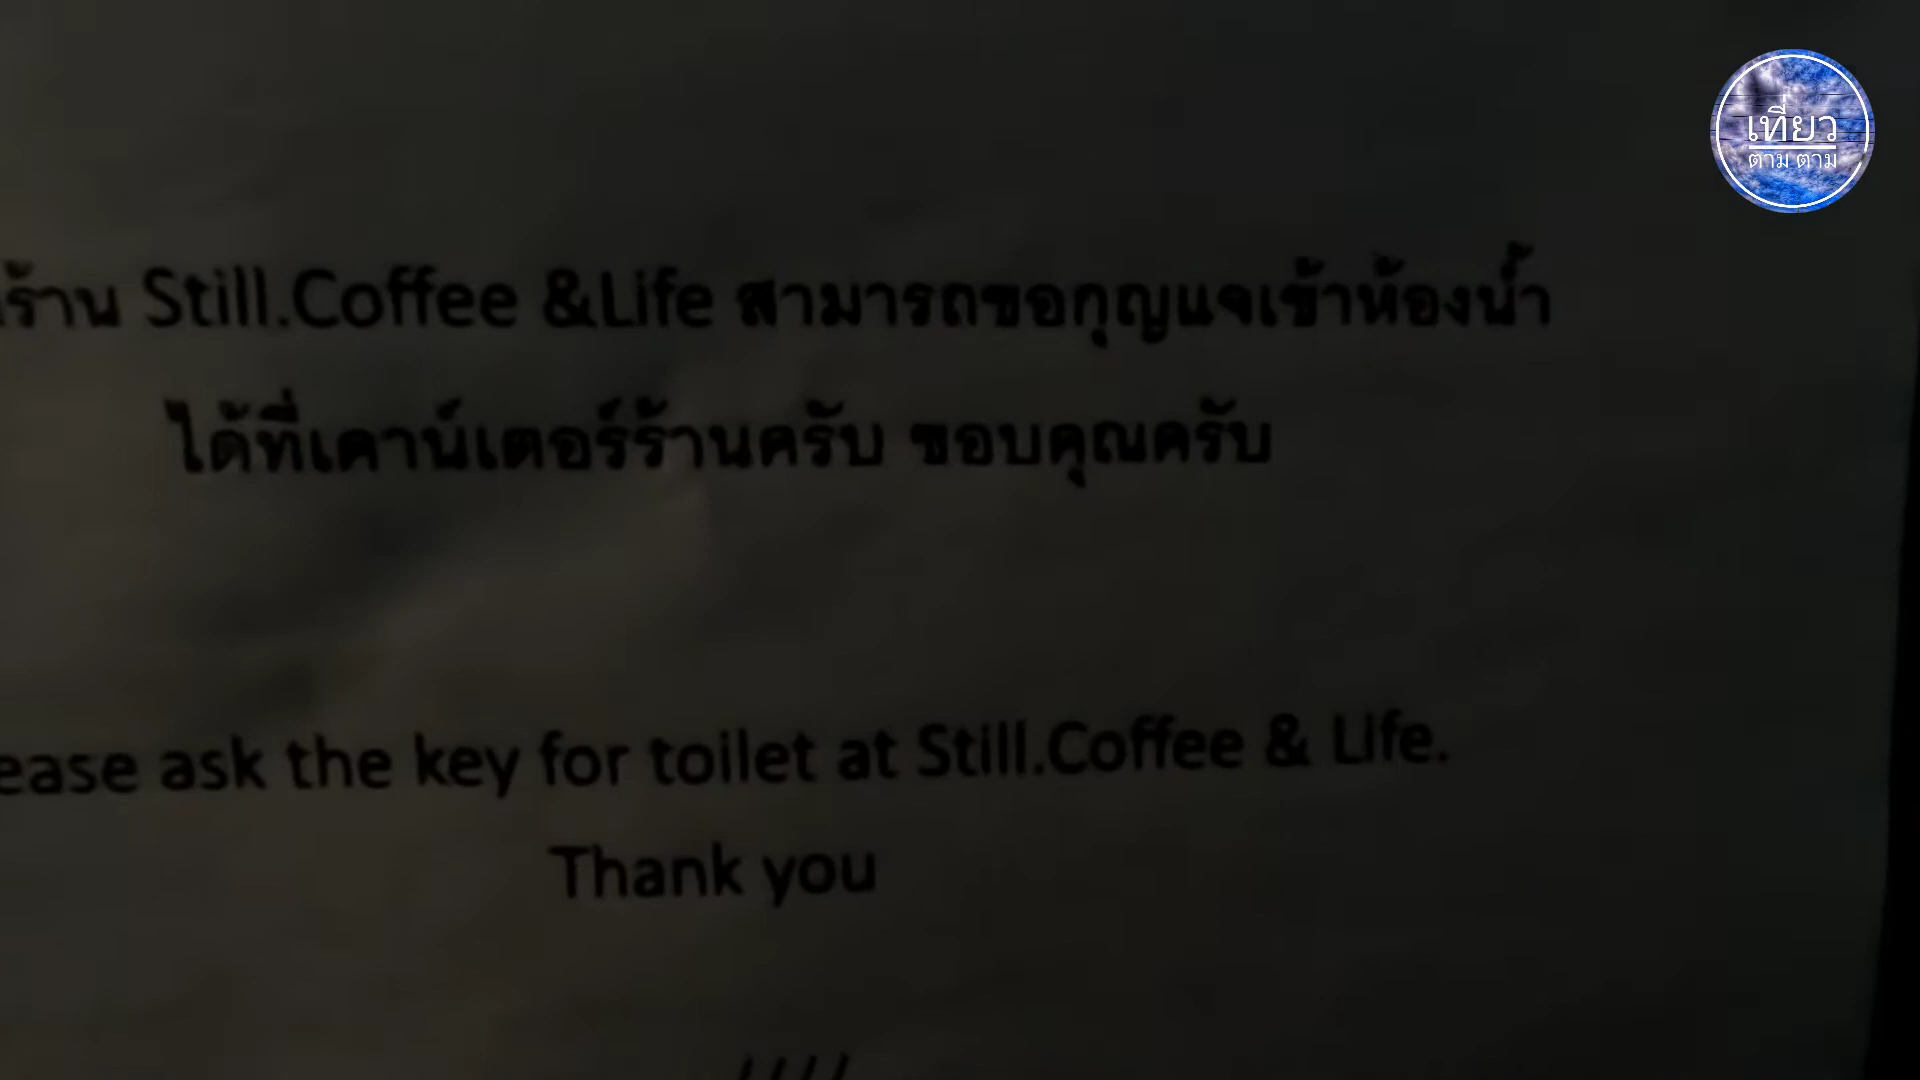 เที่ยว
ตาม ตาม
ร้าน Still.Coffee &Life สามารถขอกุญแจเข้าห้องน้ำ
ได้ที่เคาน์เตอร์ร้านครับ ขอบคุณครับ
ease ask the key for toilet at Still.Coffee & Life.
Thank you